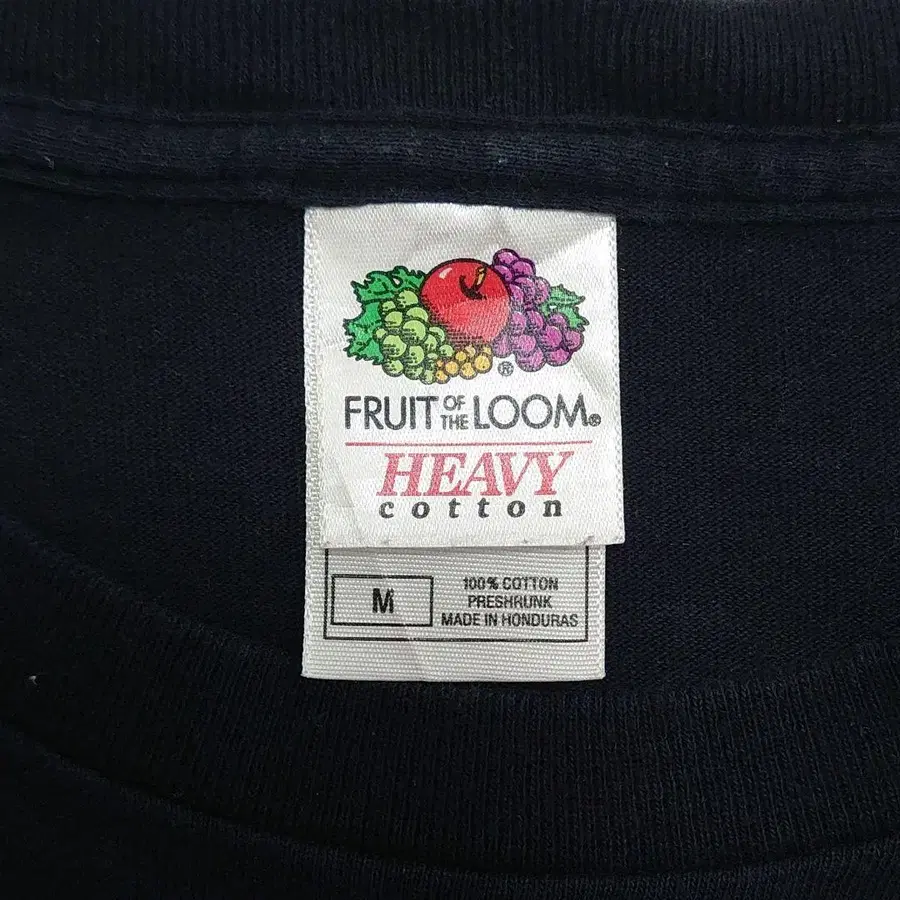 ®
FRUIT OF THE LOOM®
HEAVY
cotton
M
100% COTTON
PRESHRUNK
MADE IN HONDURAS